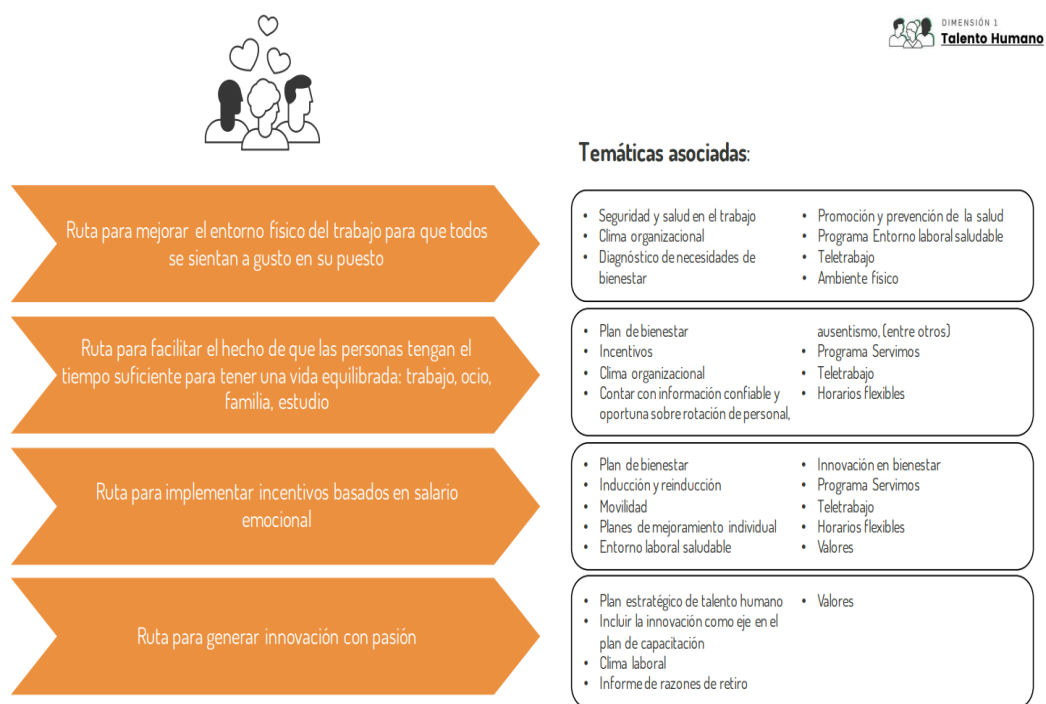 DIMENSIÓN 1
Talento Humano
Temáticas asociadas:
Ruta para mejorar el entorno físico del trabajo para que todos
se sientan a gusto en su puesto
• Seguridad y salud en el trabajo
• Clima organizacional
• Diagnóstico de necesidades de
bienestar
• Promoción y prevención de la salud
• Programa Entorno laboral saludable
• Teletrabajo
• Ambiente físico
Ruta para facilitar el hecho de que las personas tengan el
tiempo suficiente para tener una vida equilibrada: trabajo, ocio,
familia, estudio
• Plan de bienestar
• Incentivos
• Clima organizacional
• Contar con información confiable y
oportuna sobre rotación de personal,
ausentismo, (entre otros)
• Programa Servimos
• Teletrabajo
• Horarios flexibles
Ruta para implementar incentivos basados en salario
emocional
• Plan de bienestar
• Inducción y reinducción
• Movilidad
• Planes de mejoramiento individual
• Entorno laboral saludable
• Innovación en bienestar
• Programa Servimos
• Teletrabajo
• Horarios flexibles
• Valores
Ruta para generar innovación con pasión
• Plan estratégico de talento humano
• Incluir la innovación como eje en el
plan de capacitación
• Clima laboral
• Informe de razones de retiro
• Valores